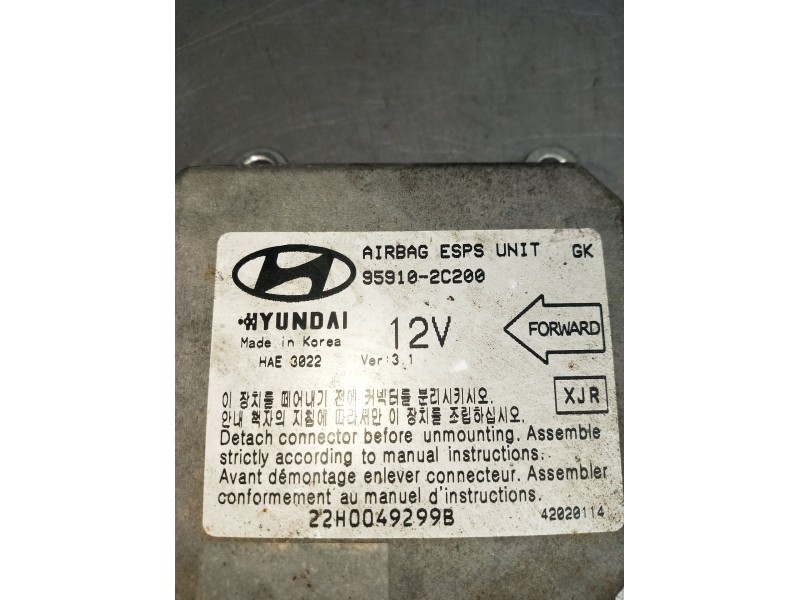 AIRBAG ESPS UNIT GK
95910-2C200
HYUNDAI 12V FORWARD
Made in Korea
HAE 3022 Ver:3.1
XJR
이 장치를 떼어내기 전에 커넥터를 분리시키시오.
안내 책자의 지침에 따라서만 이 장치를 조립하십시오.
Detach connector before unmounting. Assemble
strictly according to manual instructions.
Avant démontage enlever connecteur. Assembler
conformement au manuel d'instructions.
22H0049299B 42020114